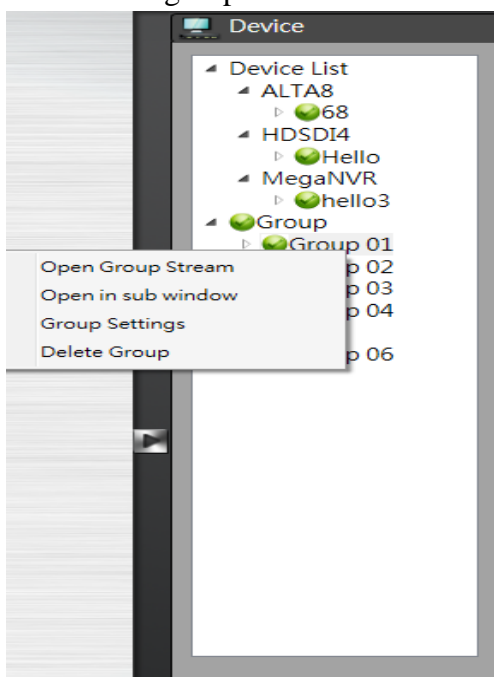 Device
Device List
ALTA8
68
HDSDI4
Hello
MegaNVR
hello3
Group
Group 01
Open Group Stream
p 02
Open in sub window
p 03
Group Settings
p 04
Delete Group
p 06